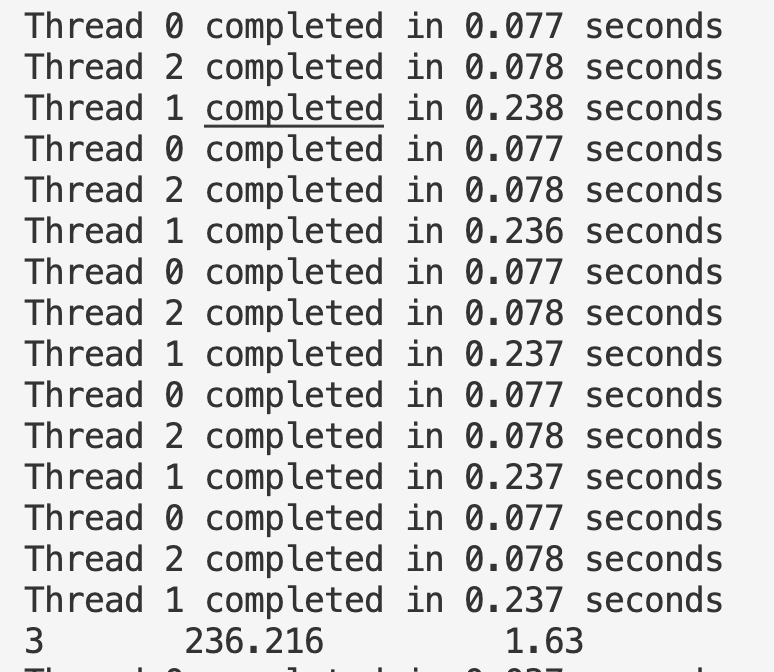 Thread 0 completed in 0.077 seconds
Thread 2 completed in 0.078 seconds
Thread 1 completed in 0.238 seconds
Thread 0 completed in 0.077 seconds
Thread 2 completed in 0.078 seconds
Thread 1 completed in 0.236 seconds
Thread 0 completed in 0.077 seconds
Thread 2 completed in 0.078 seconds
Thread 1 completed in 0.237 seconds
Thread 0 completed in 0.077 seconds
Thread 2 completed in 0.078 seconds
Thread 1 completed in 0.237 seconds
Thread 0 completed in 0.077 seconds
Thread 2 completed in 0.078 seconds
Thread 1 completed in 0.237 seconds
3 236.216 1.63